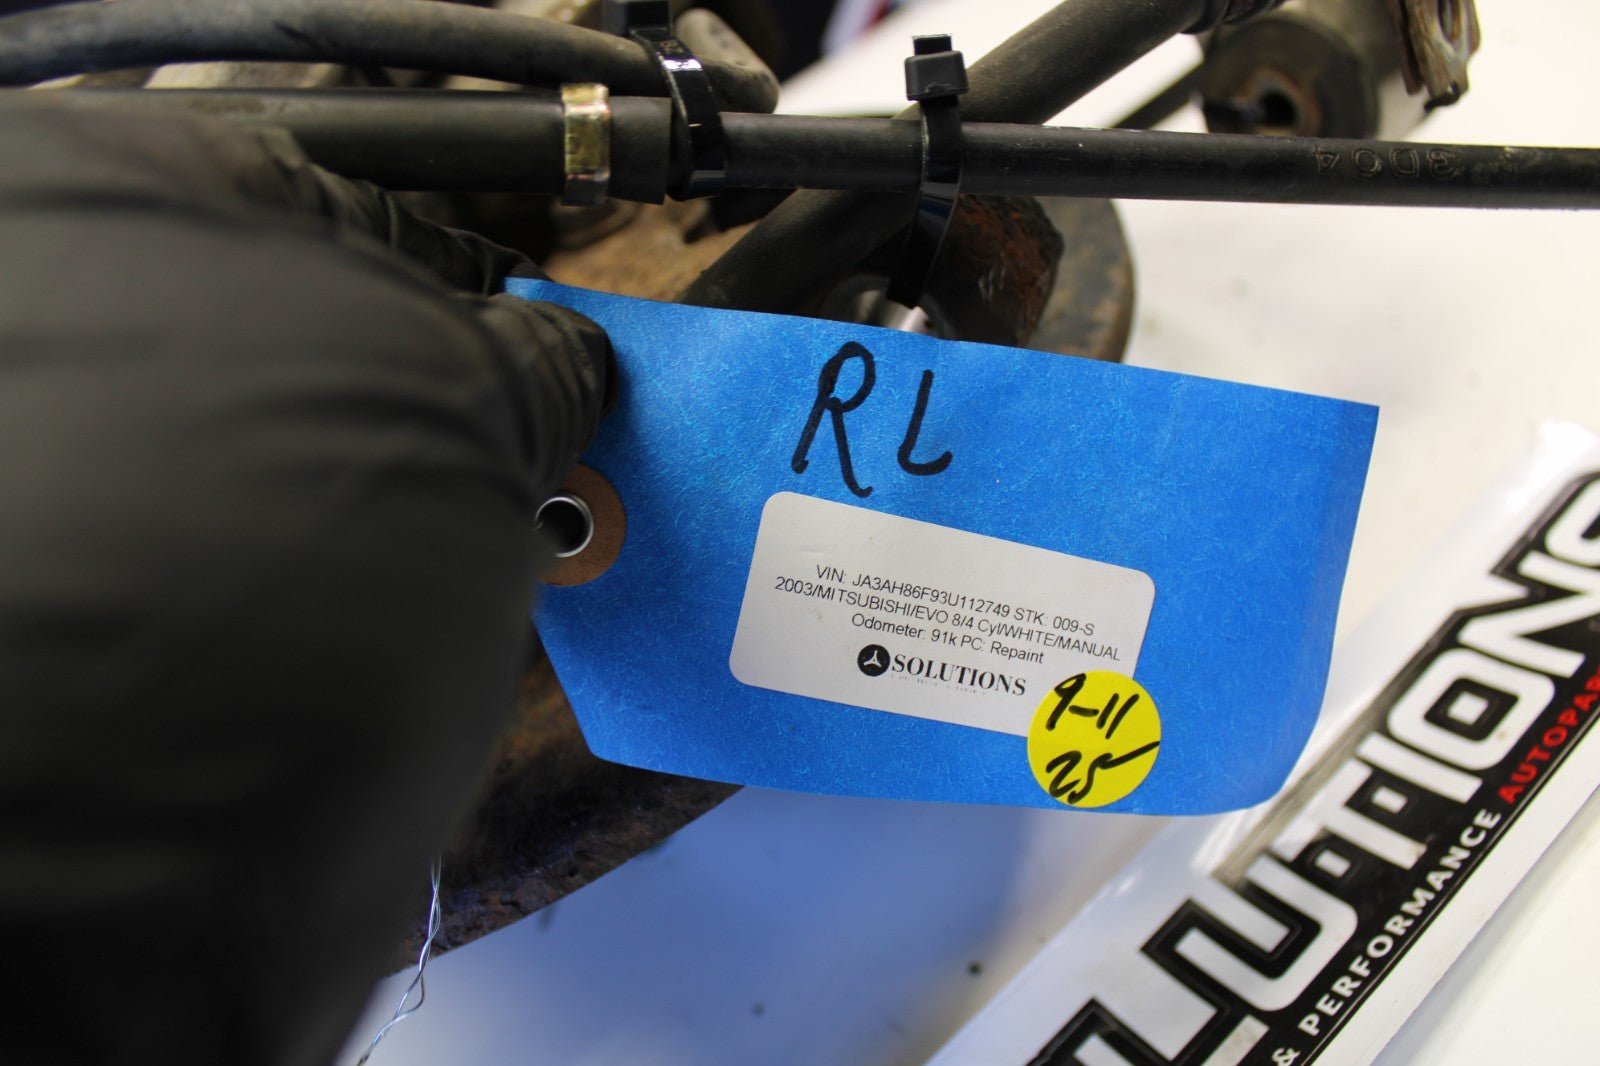 3D04
RL
VIN: JA3AH86F93U112749 STK: 009-S
2003/MITSUBISHI/EVO 8/4 Cyl/WHITE/MANUAL
Odometer: 91k PC: Repaint
SOLUTIONS
9-11
25
LUTIONS
& PERFORMANCE AUTOPAR